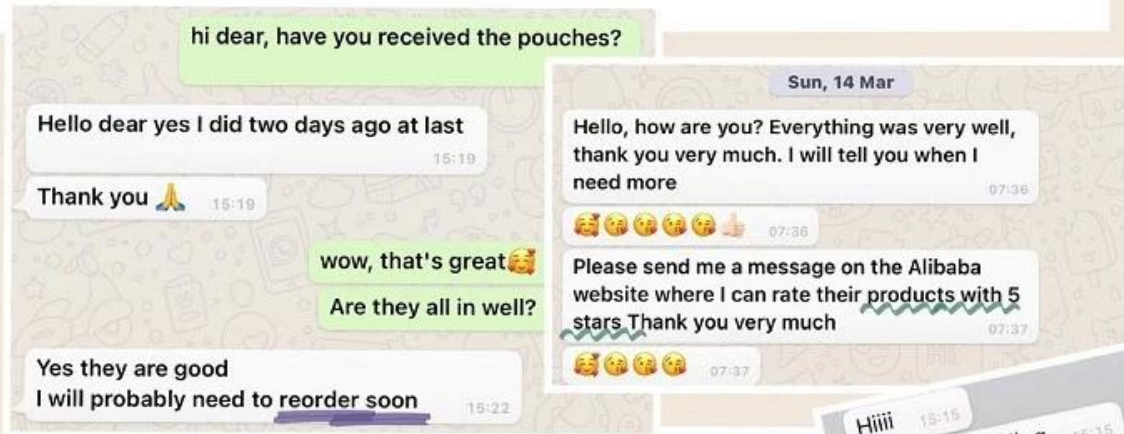 hi dear, have you received the pouches?
Hello dear yes I did two days ago at last
15:19
Thank you 🙏 15:19
wow, that's great🥰
Are they all in well?
Yes they are good
I will probably need to reorder soon
15:22
Sun, 14 Mar
Hello, how are you? Everything was very well,
thank you very much. I will tell you when I
need more
07:36
🥰😘😘😘😘👍🏻 07:36
Please send me a message on the Alibaba
website where I can rate their products with 5
stars Thank you very much
07:37
🥰😘😘😘 07:37
Hiiii 15:15
15:15